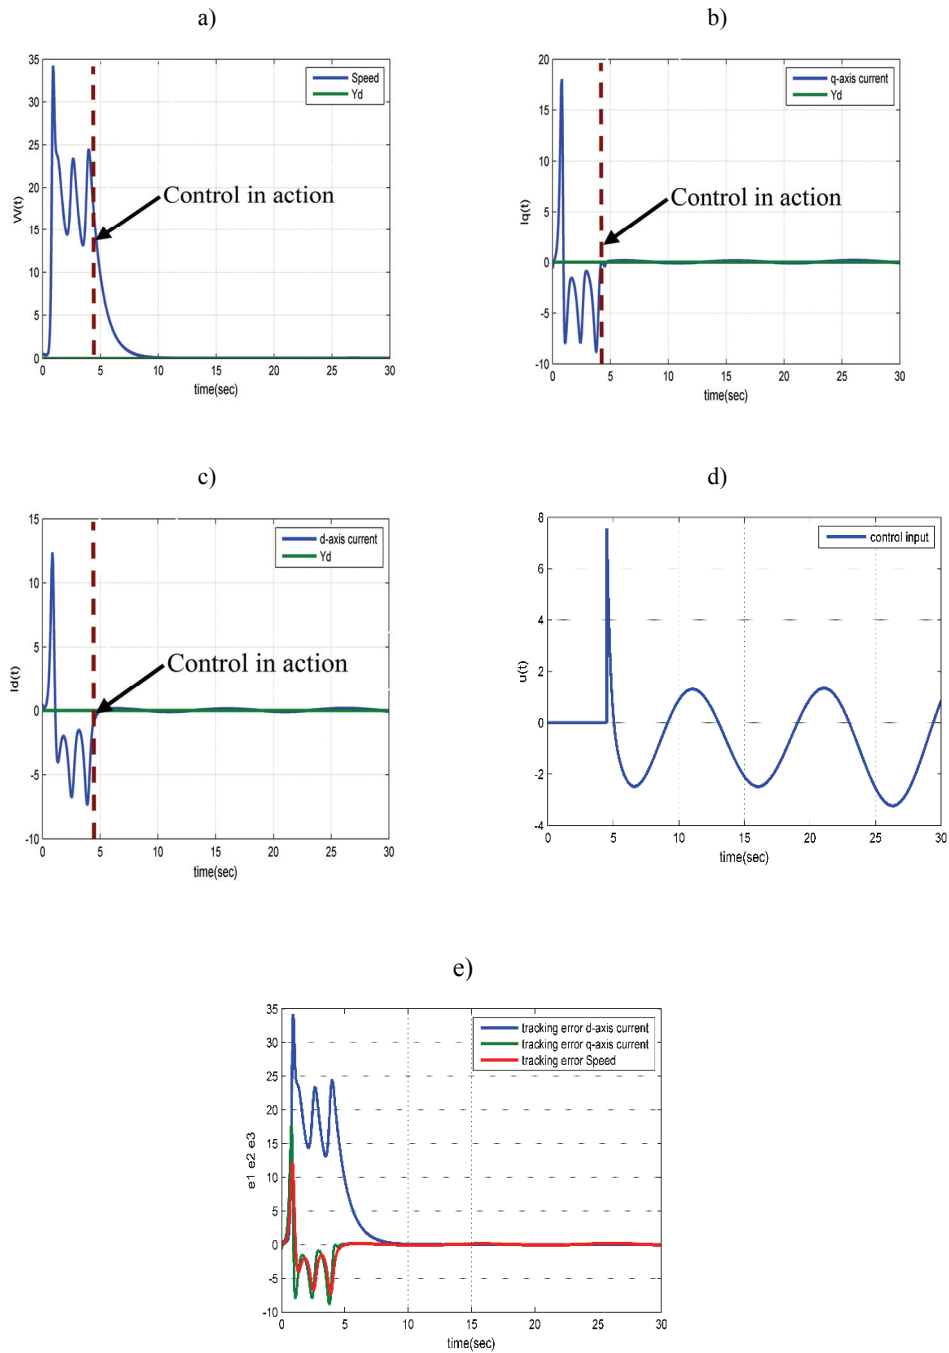 a)
35
30
25
20
15
10
5
0
W(t)
Speed
Yd
Control in action
0 5 10 15 20 25 30
time(sec)
b)
20
15
10
5
0
-5
-10
Iq(t)
q-axis current
Yd
Control in action
0 5 10 15 20 25 30
time(sec)
c)
15
10
5
0
-5
-10
Id(t)
d-axis current
Yd
Control in action
0 5 10 15 20 25 30
time(sec)
d)
8
6
4
2
0
-2
-4
u(t)
control input
0 5 10 15 20 25 30
time(sec)
e)
35
30
25
20
15
10
5
0
-5
-10
e1 e2 e3
tracking error d-axis current
tracking error q-axis current
tracking error Speed
0 5 10 15 20 25 30
time(sec)